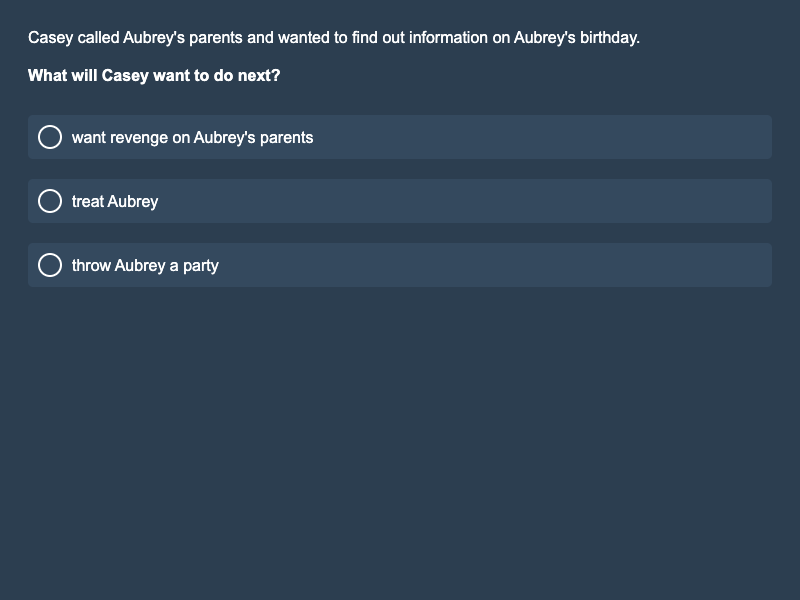 Casey called Aubrey's parents and wanted to find out information on Aubrey's birthday.
What will Casey want to do next?
want revenge on Aubrey's parents
treat Aubrey
throw Aubrey a party